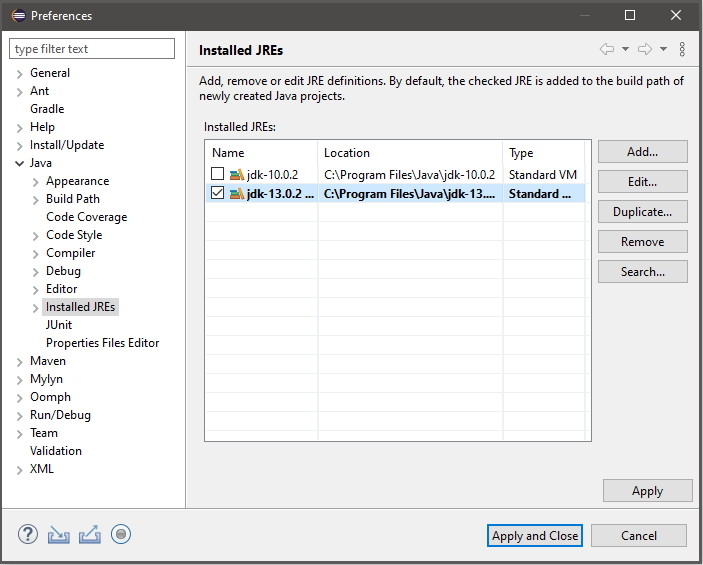 Preferences
type filter text
General
Ant
Gradle
Help
Install/Update
Java
Appearance
Build Path
Code Coverage
Code Style
Compiler
Debug
Editor
Installed JREs
JUnit
Properties Files Editor
Maven
Mylyn
Oomph
Run/Debug
Team
Validation
XML
Installed JREs
Add, remove or edit JRE definitions. By default, the checked JRE is added to the build path of
newly created Java projects.
Installed JREs:
Name Location Type
jdk-10.0.2 C:\Program Files\Java\jdk-10.0.2 Standard VM
jdk-13.0.2 ... C:\Program Files\Java\jdk-13.... Standard ...
Add...
Edit...
Duplicate...
Remove
Search...
Apply
?
Apply and Close Cancel